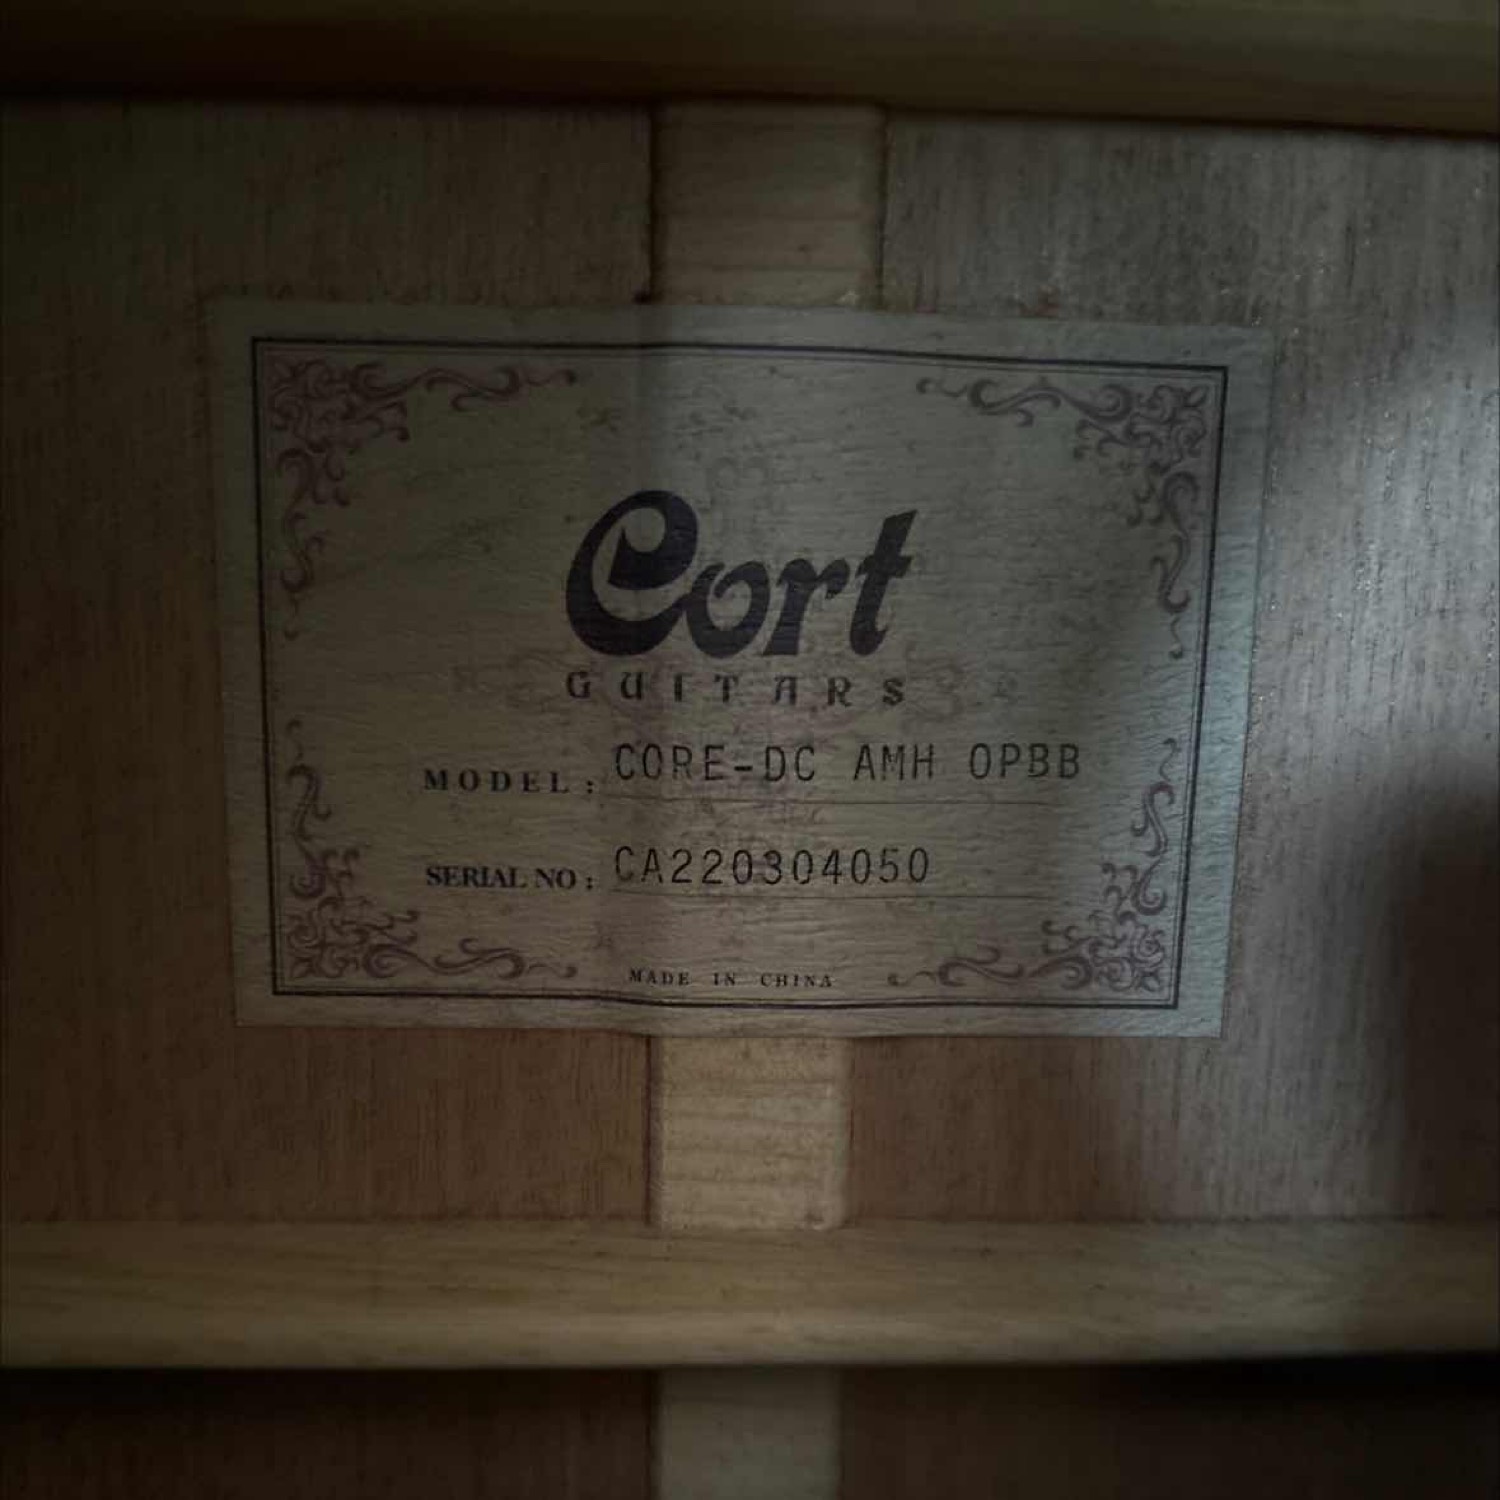 Cort
GUITARS
MODEL: CORE-DC AMH OPBB
SERIAL NO: CA220304050
MADE IN CHINA